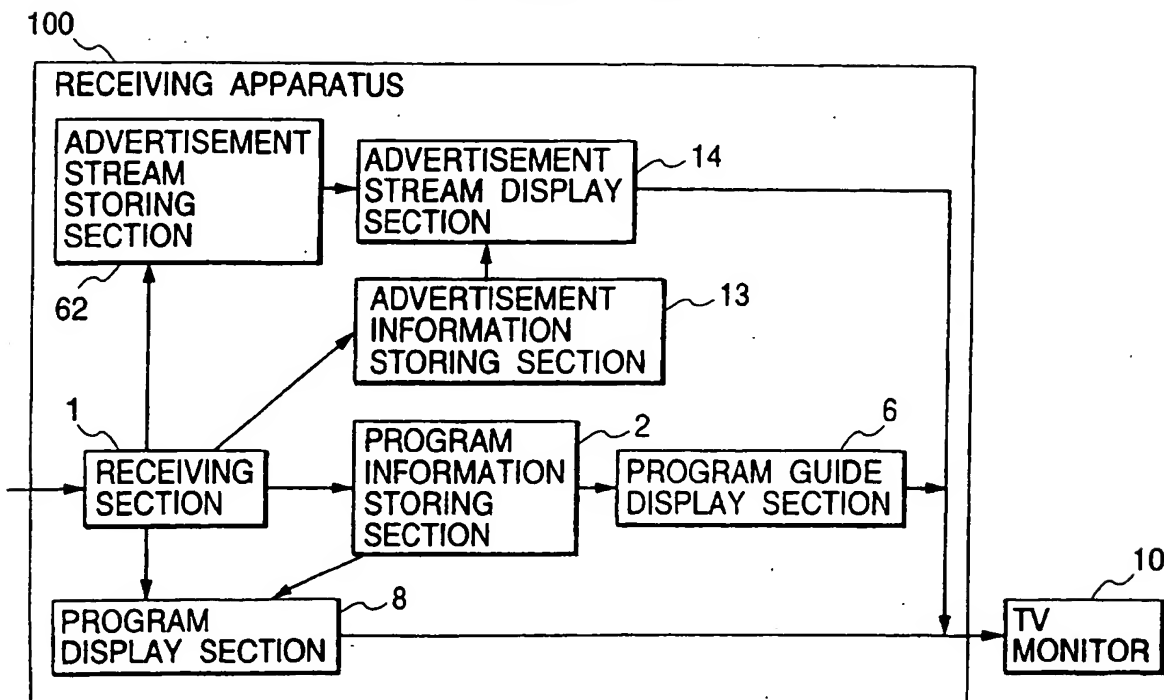 100
RECEIVING APPARATUS
ADVERTISEMENT
STREAM
STORING
SECTION
62
ADVERTISEMENT
STREAM DISPLAY
SECTION
14
ADVERTISEMENT
INFORMATION
STORING SECTION
13
1
RECEIVING
SECTION
PROGRAM
INFORMATION
STORING
SECTION
2
PROGRAM GUIDE
DISPLAY SECTION
6
PROGRAM
DISPLAY SECTION
8
TV
MONITOR
10